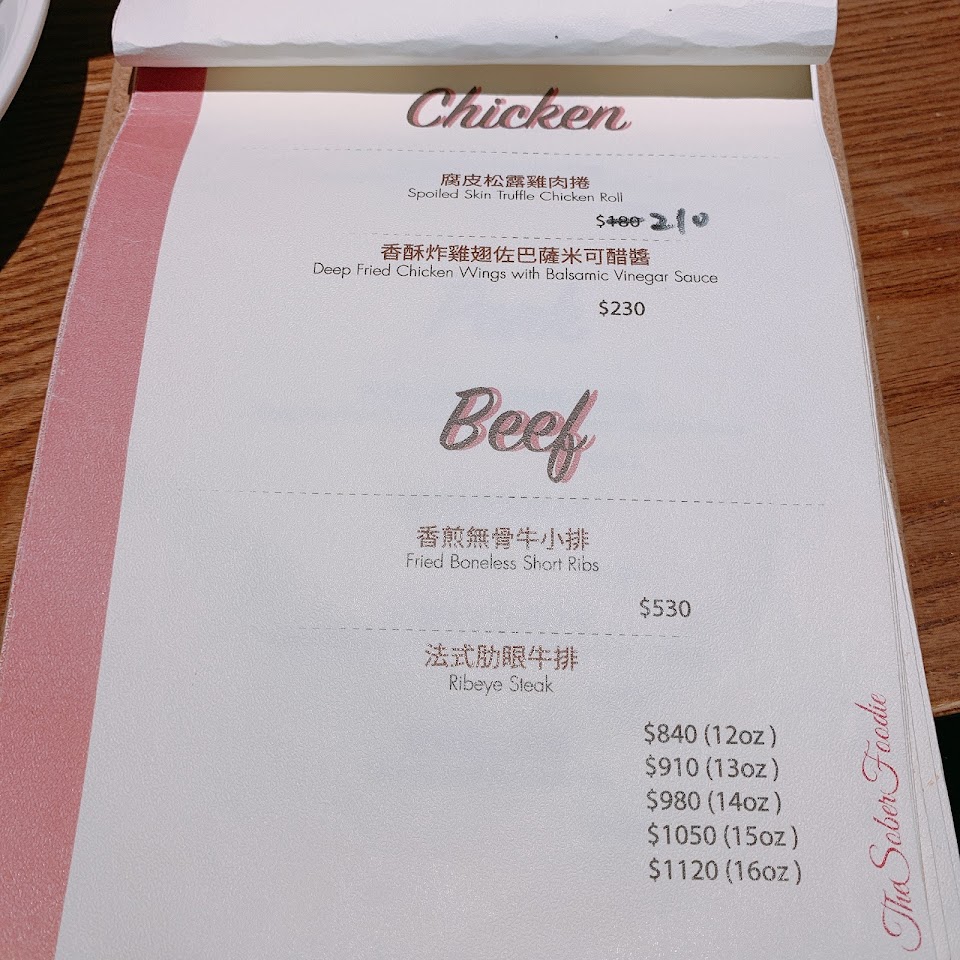 Chicken
腐皮松露雞肉捲
Spoiled Skin Truffle Chicken Roll
$180 210
香酥炸雞翅佐巴薩米可醋醬
Deep Fried Chicken Wings with Balsamic Vinegar Sauce
$230
Beef
香煎無骨牛小排
Fried Boneless Short Ribs
$530
法式肋眼牛排
Ribeye Steak
$840 (12oz )
$910 (13oz )
$980 (14oz )
$1050 (15oz )
$1120 (16oz )
ThaSoberFoodie